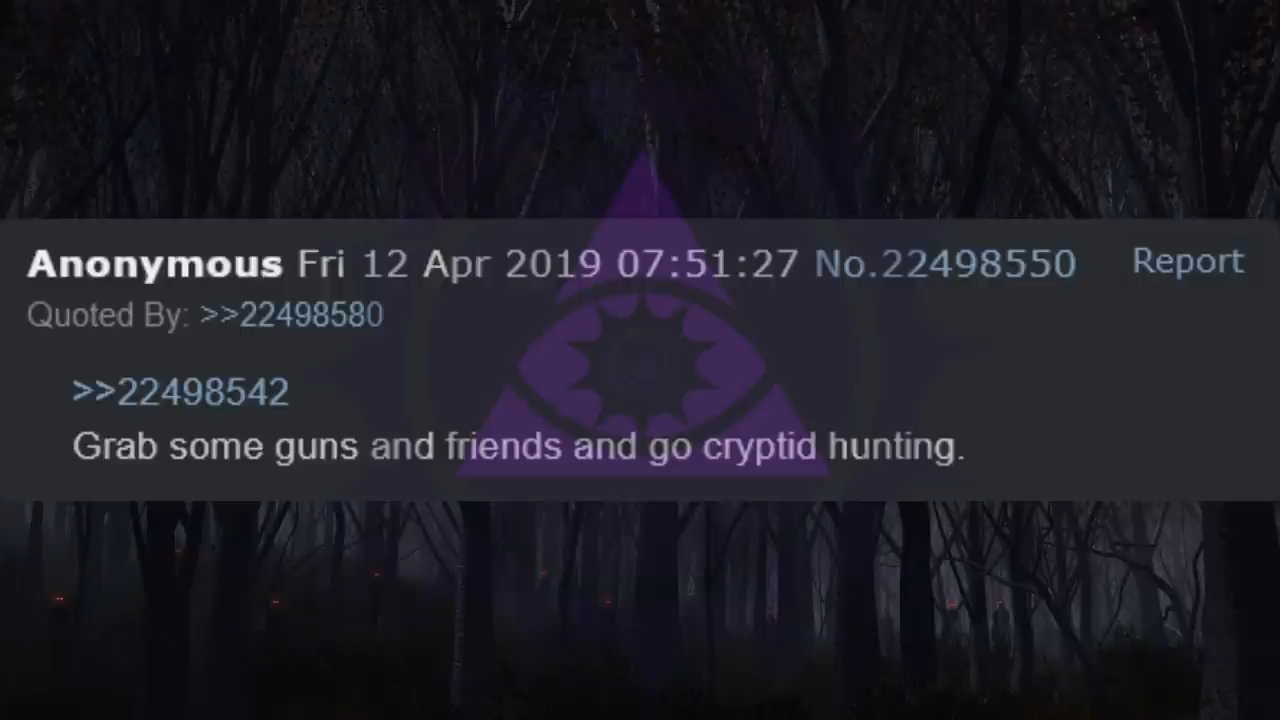 Anonymous Fri 12 Apr 2019 07:51:27 No.22498550 Report
Quoted By: >>22498580
>>22498542
Grab some guns and friends and go cryptid hunting.